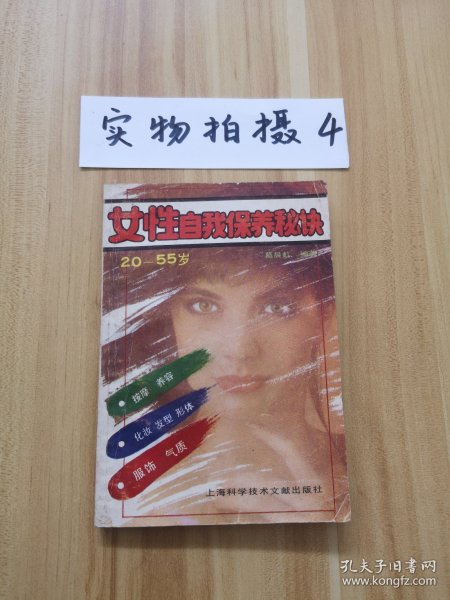 实物拍摄4
女性自我保养秘诀
20-55岁
按摩 养容
化妆 发型 形体
服饰 气质
上海科学技术文献出版社
孔夫子旧书网
www.kongfz.com